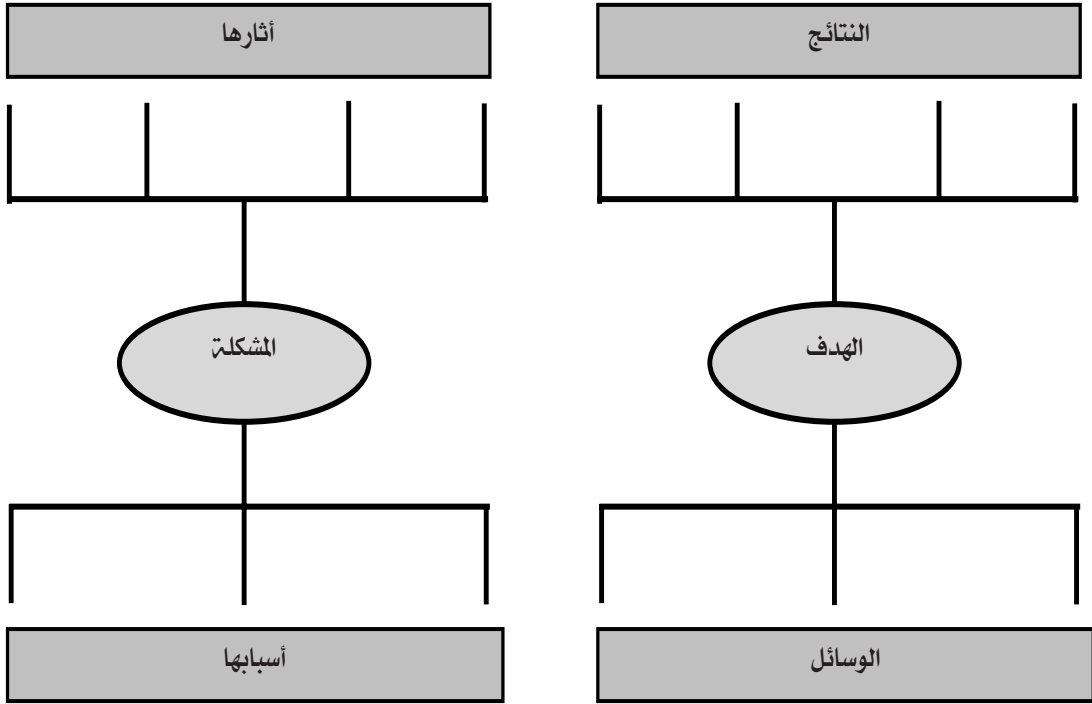 النتائج
أثارها
الهدف
المشكلة
الوسائل
أسبابها